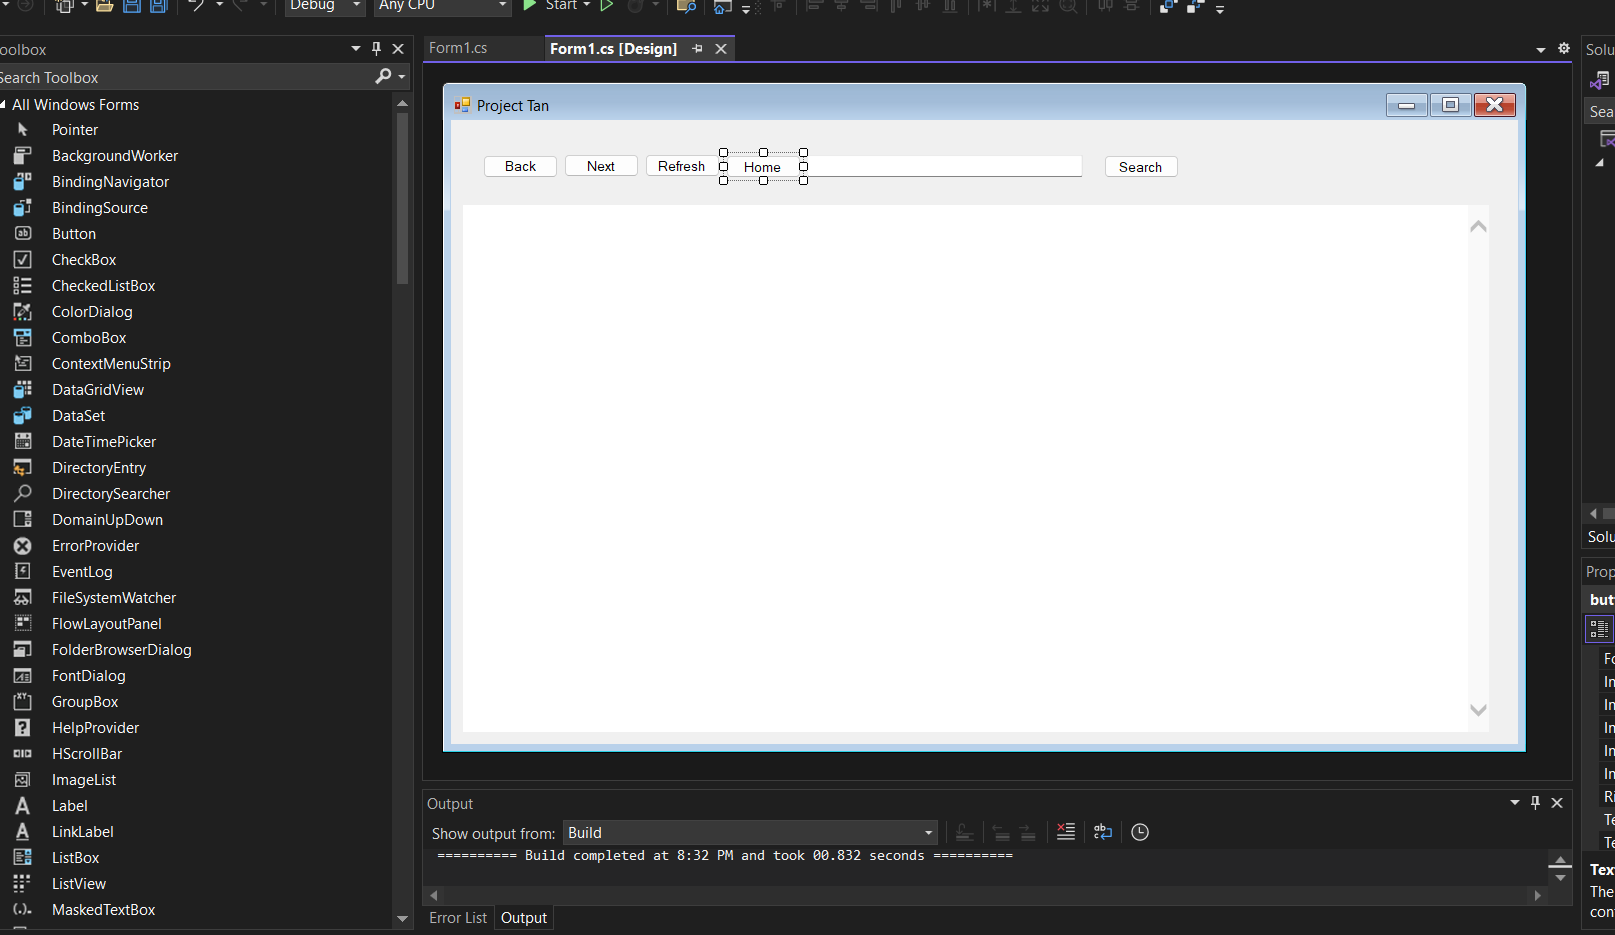 Debug
Any CPU
Start
oolbox
Form1.cs
Form1.cs [Design]
Solu
Search Toolbox
All Windows Forms
Pointer
BackgroundWorker
BindingNavigator
BindingSource
Button
CheckBox
CheckedListBox
ColorDialog
ComboBox
ContextMenuStrip
DataGridView
DataSet
DateTimePicker
DirectoryEntry
DirectorySearcher
DomainUpDown
ErrorProvider
EventLog
FileSystemWatcher
FlowLayoutPanel
FolderBrowserDialog
FontDialog
GroupBox
HelpProvider
HScrollBar
ImageList
Label
LinkLabel
ListBox
ListView
MaskedTextBox
Project Tan
Back
Next
Refresh
Home
Search
Output
Show output from:
Build
========== Build completed at 8:32 PM and took 00.832 seconds ==========
Error List
Output
Sea
Solu
Prop
but
Fo
In
In
In
In
In
Ri
Te
Te
Tex
The
con